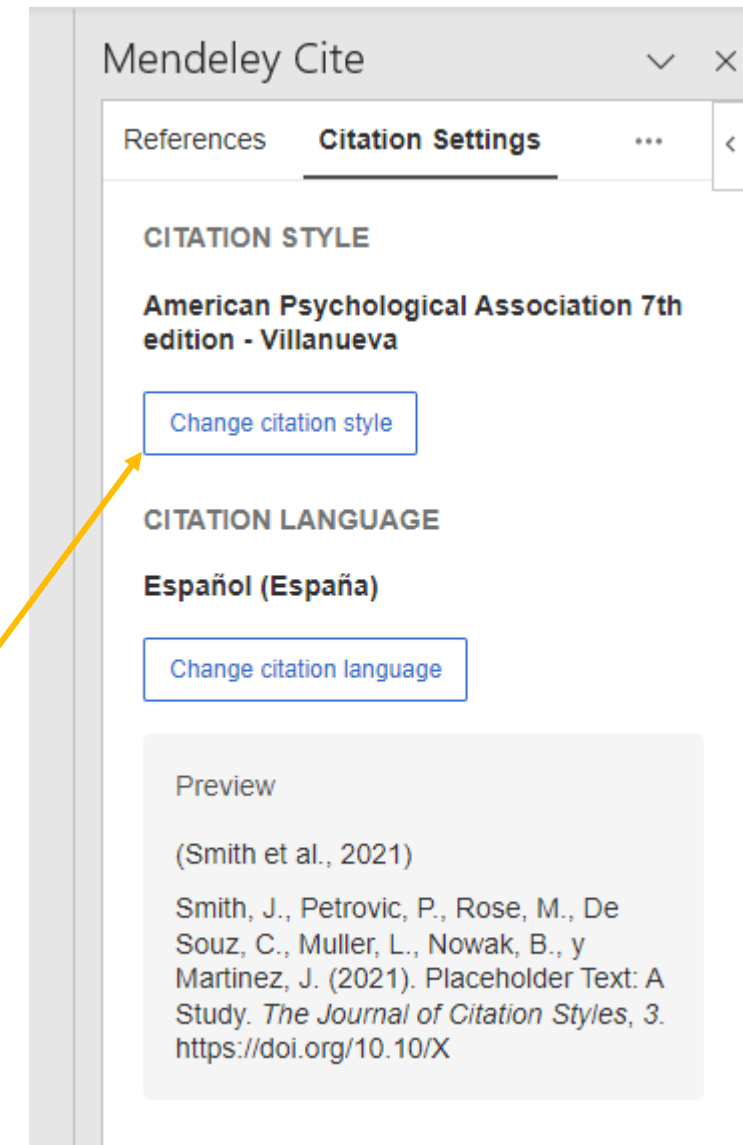 Mendeley Cite
References Citation Settings ...
CITATION STYLE
American Psychological Association 7th
edition - Villanueva
Change citation style
CITATION LANGUAGE
Español (España)
Change citation language
Preview
(Smith et al., 2021)
Smith, J., Petrovic, P., Rose, M., De
Souz, C., Muller, L., Nowak, B., y
Martinez, J. (2021). Placeholder Text: A
Study. The Journal of Citation Styles, 3.
https://doi.org/10.10/X